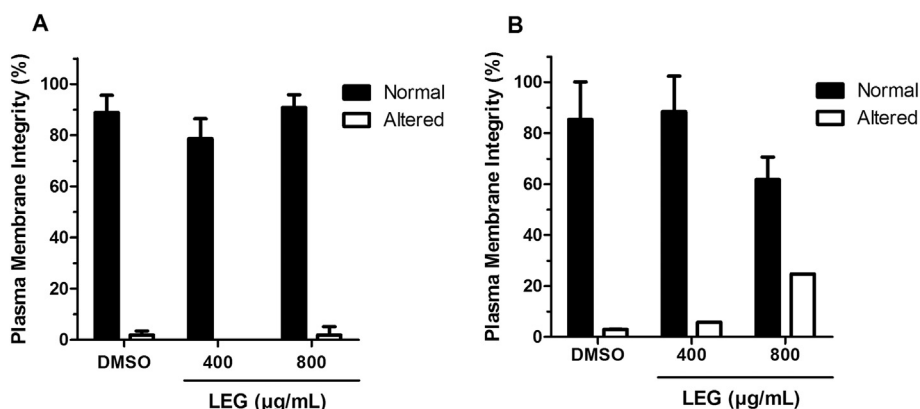 A
Plasma Membrane Integrity (%)
100
80
60
40
20
0
Normal
Altered
DMSO
400
800
LEG (µg/mL)
B
Plasma Membrane Integrity (%)
100
80
60
40
20
0
Normal
Altered
DMSO
400
800
LEG (µg/mL)